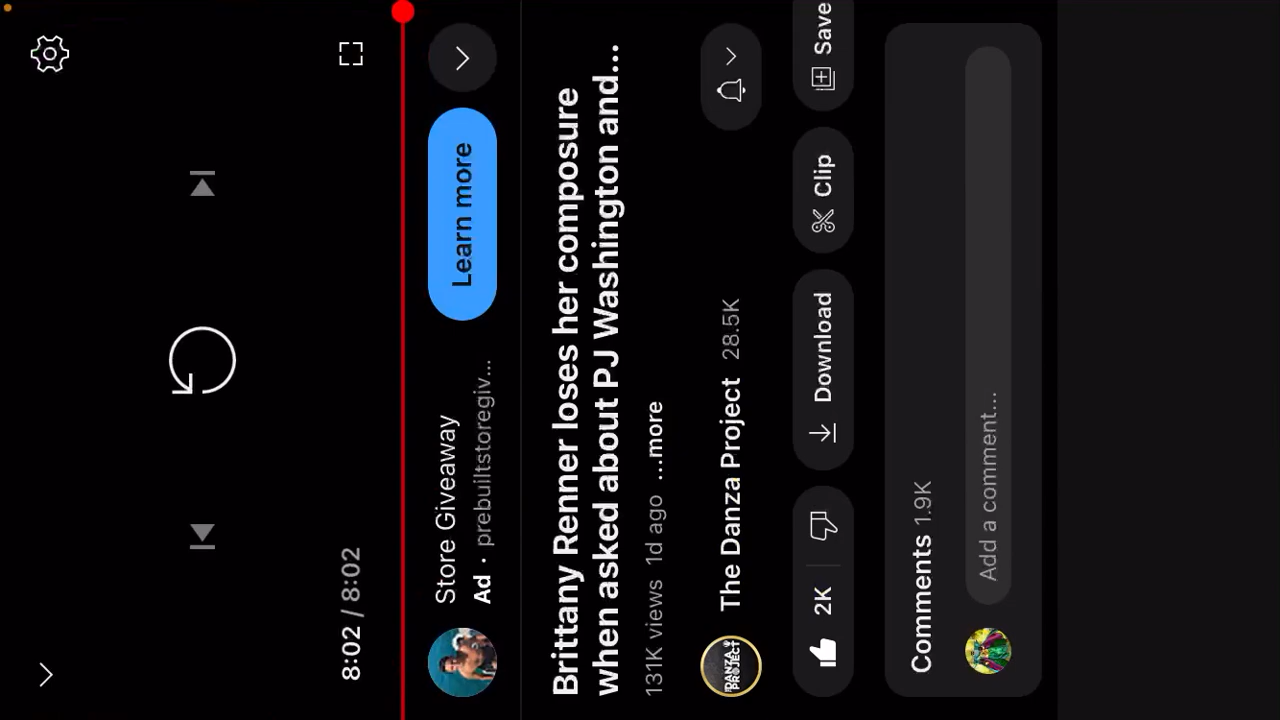 8:02 / 8:02
Store Giveaway
Ad · prebuiltstoregiv...
Learn more
Brittany Renner loses her composure
when asked about PJ Washington and...
131K views 1d ago ...more
DANZA
PROJECT
The Danza Project 28.5K
2K
Download
Clip
Save
Comments 1.9K
Add a comment...